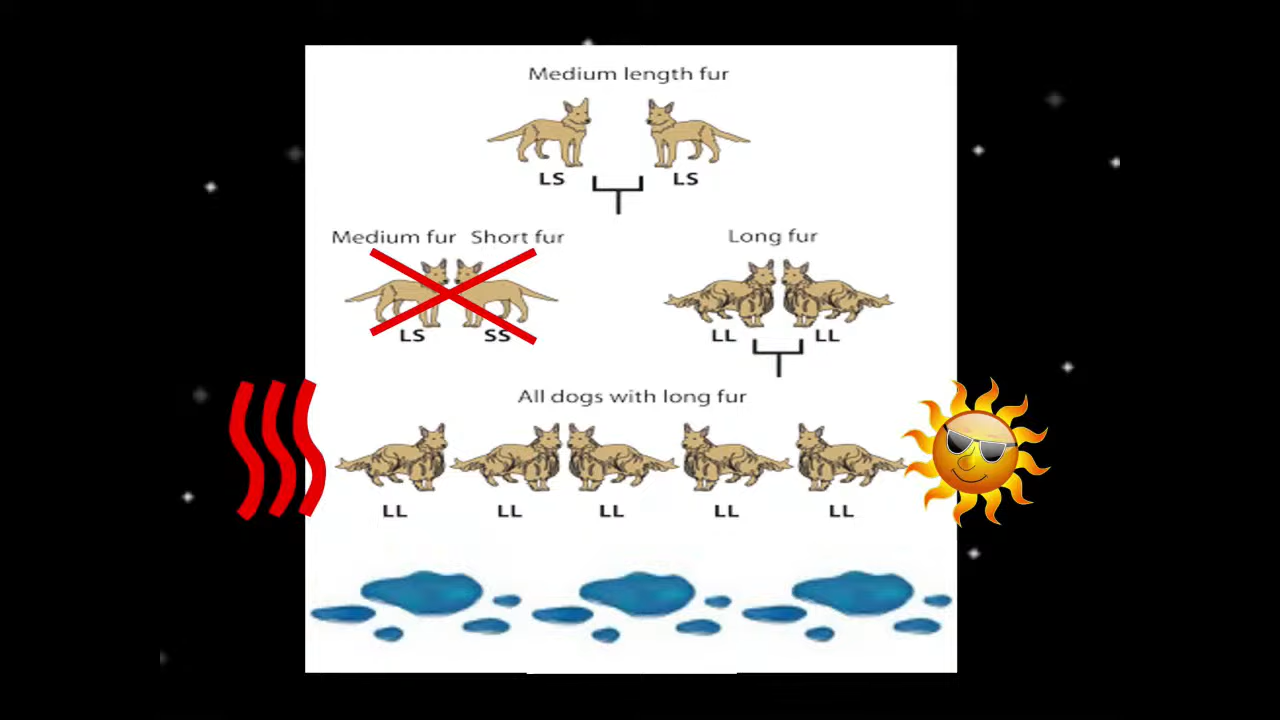 Medium length fur
LS LS
Medium fur Short fur Long fur
LS SS LL LL
All dogs with long fur
LL LL LL LL LL